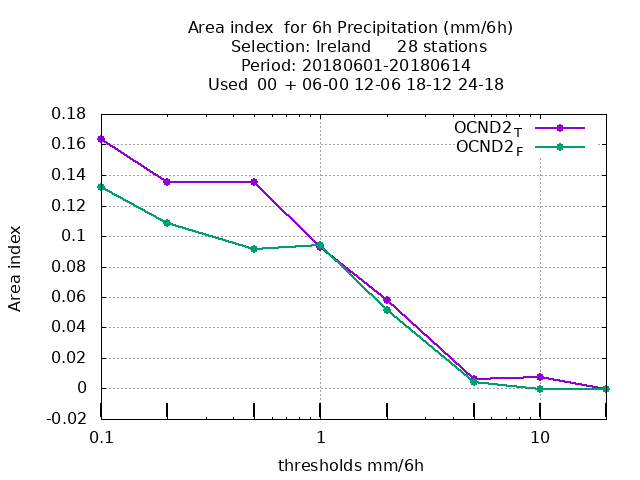 Area index  for 6h Precipitation (mm/6h)
Selection: Ireland     28 stations
Period: 20180601-20180614
Used  00  + 06-00 12-06 18-12 24-18
OCND2T
OCND2F
0.18
0.16
0.14
0.12
0.1
0.08
0.06
0.04
0.02
0
-0.02
Area index
0.1 1 10
thresholds mm/6h